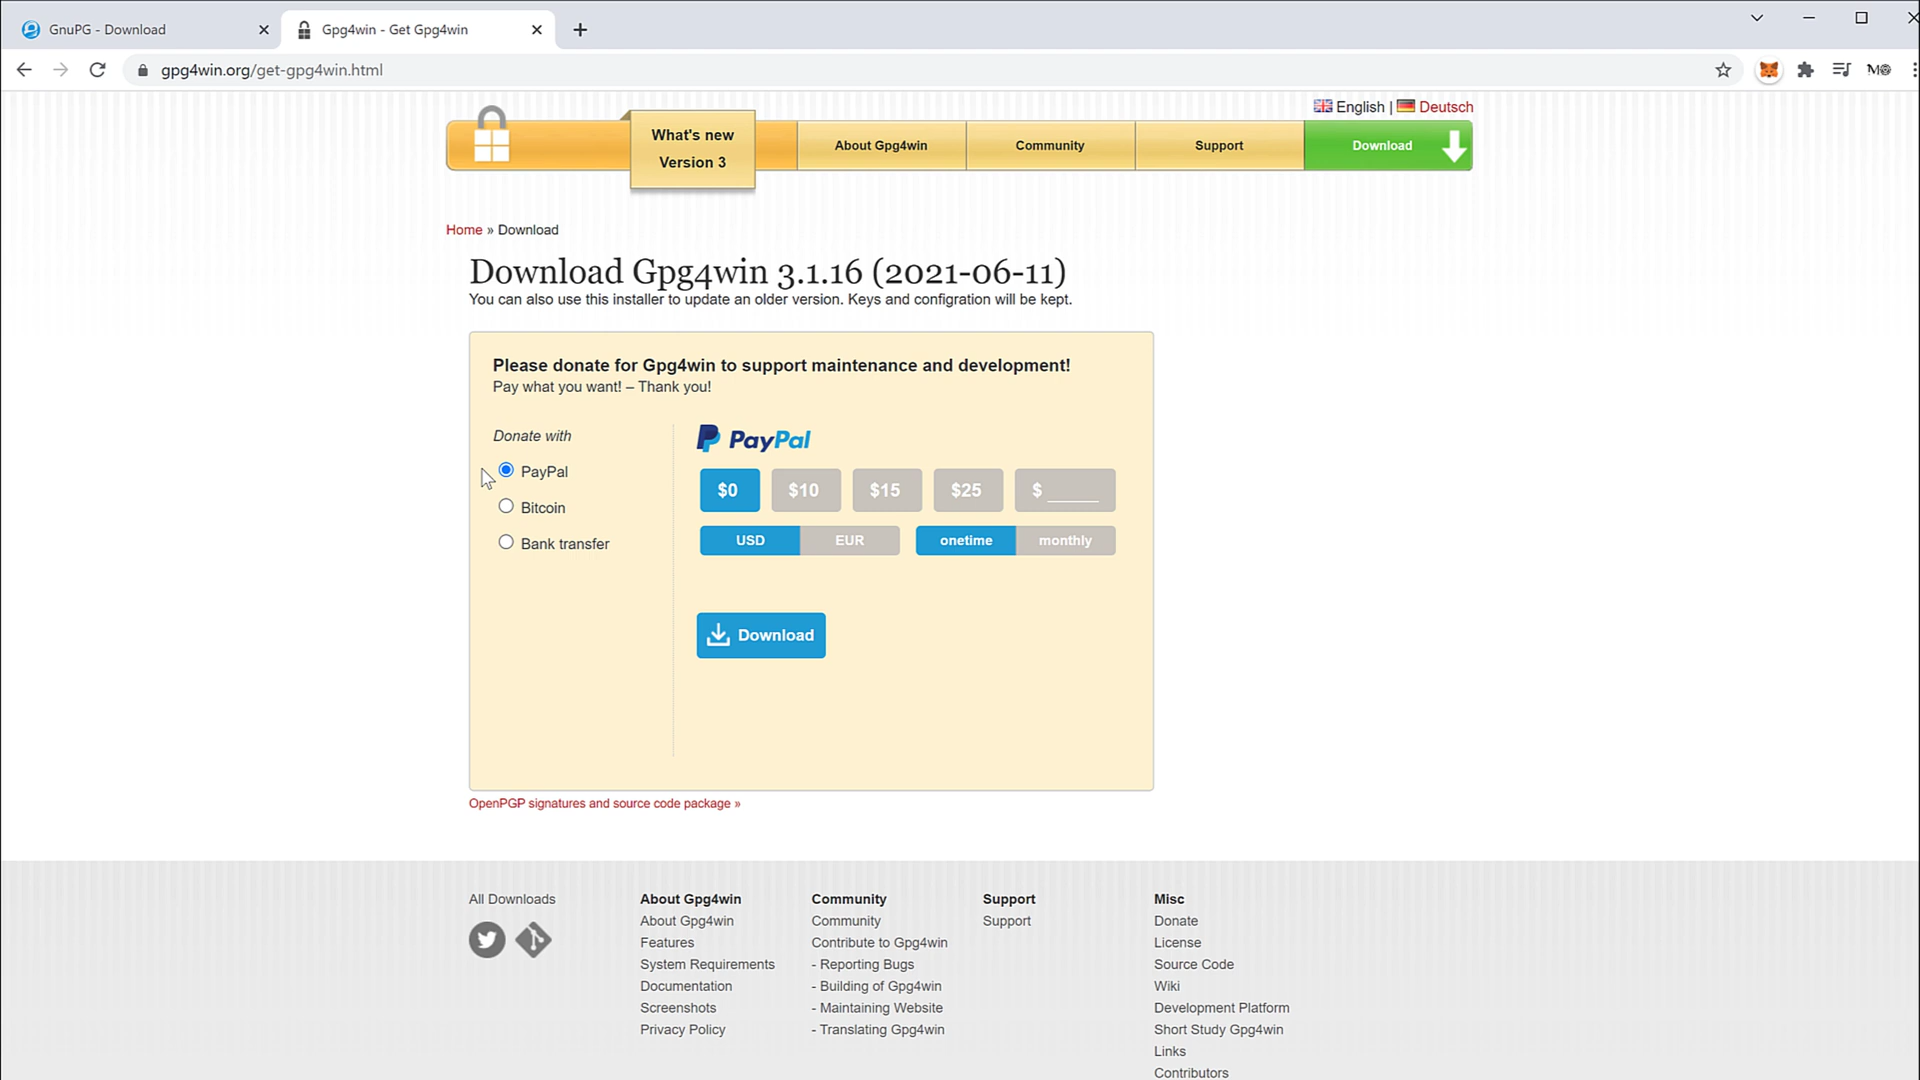 GnuPG - Download
Gpg4win - Get Gpg4win
gpg4win.org/get-gpg4win.html
English | Deutsch
What's new
Version 3
About Gpg4win
Community
Support
Download
Home » Download
Download Gpg4win 3.1.16 (2021-06-11)
You can also use this installer to update an older version. Keys and configration will be kept.
Please donate for Gpg4win to support maintenance and development!
Pay what you want! – Thank you!
Donate with
PayPal
Bitcoin
Bank transfer
PayPal
$0
$10
$15
$25
$ _____
USD
EUR
onetime
monthly
Download
OpenPGP signatures and source code package »
All Downloads
About Gpg4win
About Gpg4win
Features
System Requirements
Documentation
Screenshots
Privacy Policy
Community
Community
Contribute to Gpg4win
- Reporting Bugs
- Building of Gpg4win
- Maintaining Website
- Translating Gpg4win
Support
Support
Misc
Donate
License
Source Code
Wiki
Development Platform
Short Study Gpg4win
Links
Contributors